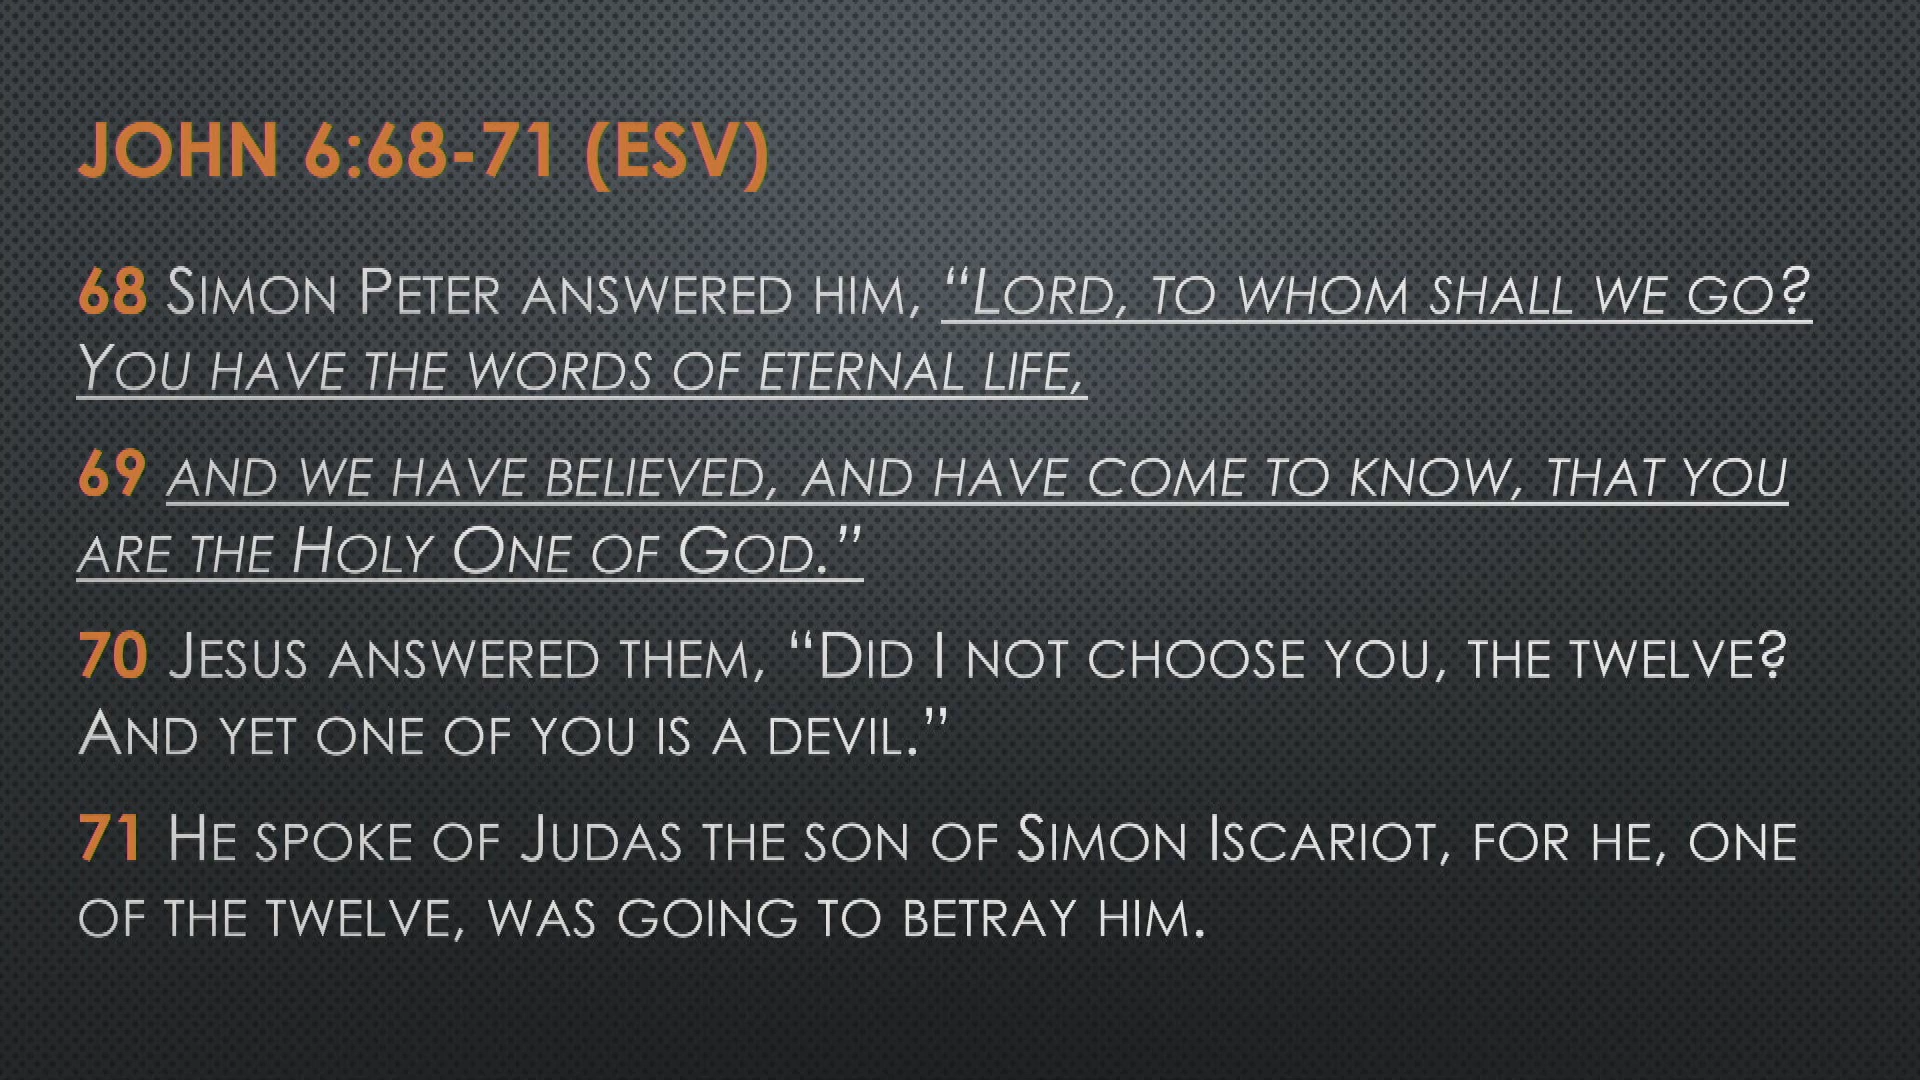 JOHN 6:68-71 (ESV)
68 Simon Peter answered him, “Lord, to whom shall we go?
You have the words of eternal life,
69 and we have believed, and have come to know, that you
are the Holy One of God.”
70 Jesus answered them, “Did I not choose you, the twelve?
And yet one of you is a devil.”
71 He spoke of Judas the son of Simon Iscariot, for he, one
of the twelve, was going to betray him.